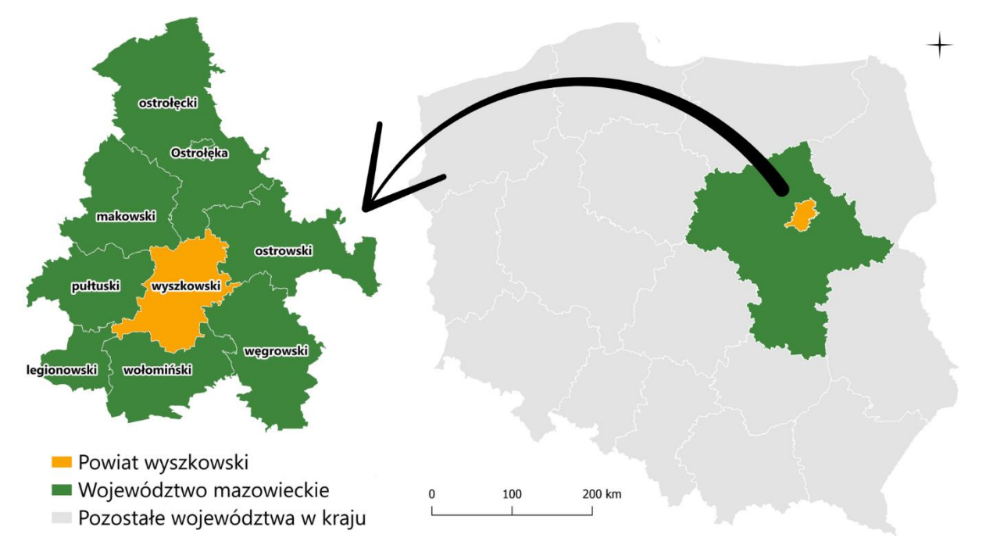 ostrołęcki
Ostrołęka
makowski
ostrowski
pułtuski
wyszkowski
węgrowski
legionowski
wołomiński
Powiat wyszkowski
Województwo mazowieckie
Pozostałe województwa w kraju
0 100 200 km